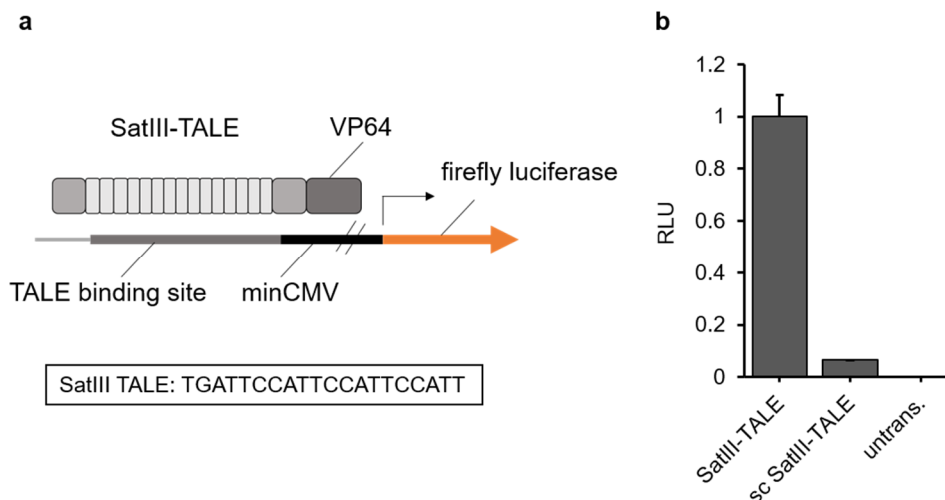 a
SatIII-TALE
VP64
firefly luciferase
TALE binding site
minCMV
SatIII TALE: TGATTCCATTCCATTCCATT
b
RLU
1.2
1
0.8
0.6
0.4
0.2
0
SatIII-TALE
sc SatIII-TALE
untrans.